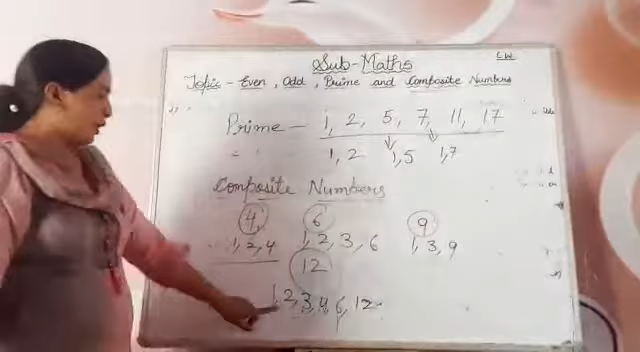 Sub-Maths
CW
Topic - Even, Odd, Prime and Composite Numbers
Prime - 1, 2, 5, 7, 11, 17
1, 2 1,5 1,7
Composite Numbers
4, 6 9
1, 2, 4 1, 2, 3, 6 1, 3, 9
12
1, 2, 3, 4, 6, 12